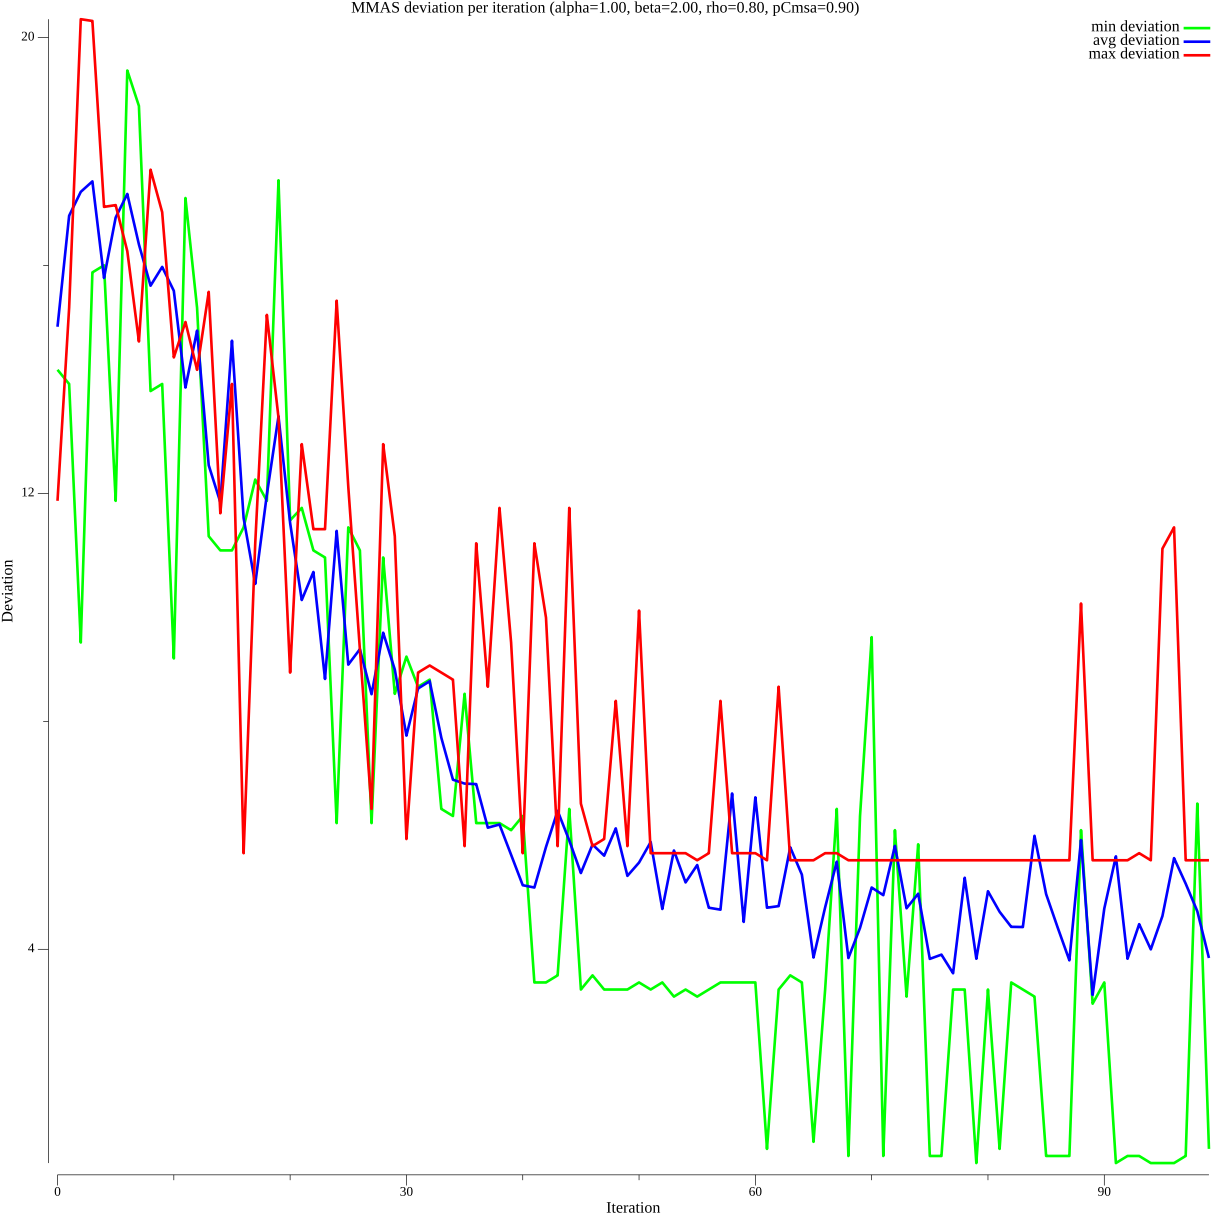 MMAS deviation per iteration (alpha=1.00, beta=2.00, rho=0.80, pCmsa=0.90)
min deviation
avg deviation
max deviation
20
12
4
Deviation
0
30
60
90
Iteration